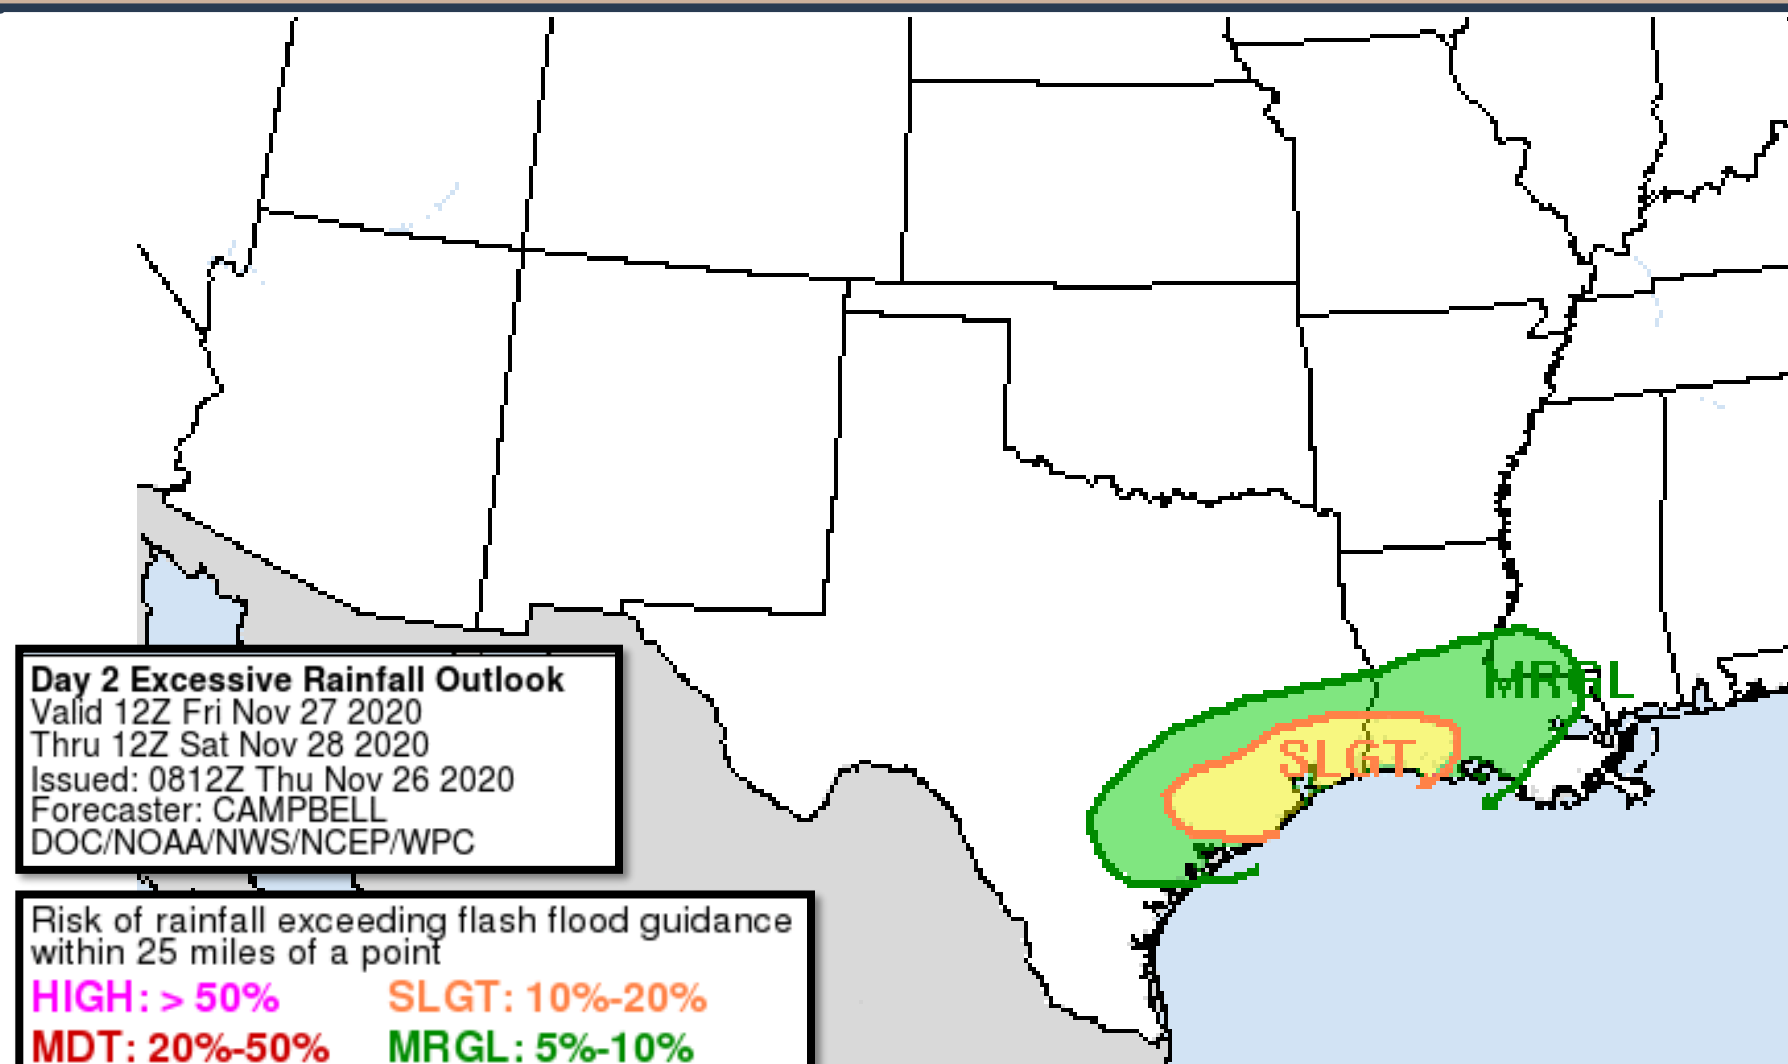 MRGL
SLGT
Day 2 Excessive Rainfall Outlook
Valid 12Z Fri Nov 27 2020
Thru 12Z Sat Nov 28 2020
Issued: 0812Z Thu Nov 26 2020
Forecaster: CAMPBELL
DOC/NOAA/NWS/NCEP/WPC
Risk of rainfall exceeding flash flood guidance
within 25 miles of a point
HIGH: > 50% SLGT: 10%-20%
MDT: 20%-50% MRGL: 5%-10%